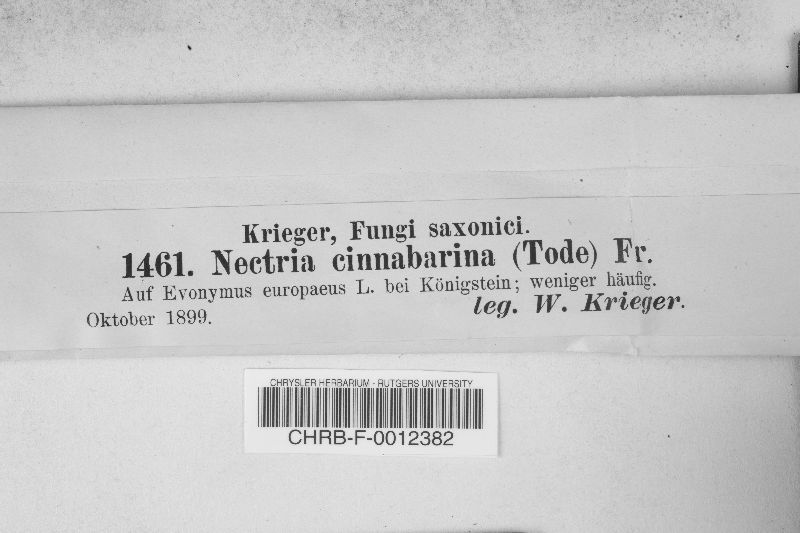 Krieger, Fungi saxonici.
1461. Nectria cinnabarina (Tode) Fr.
Auf Evonymus europaeus L. bei Königstein; weniger häufig.
Oktober 1899. leg. W. Krieger.
CHRYSLER HERBARIUM - RUTGERS UNIVERSITY
CHRB-F-0012382